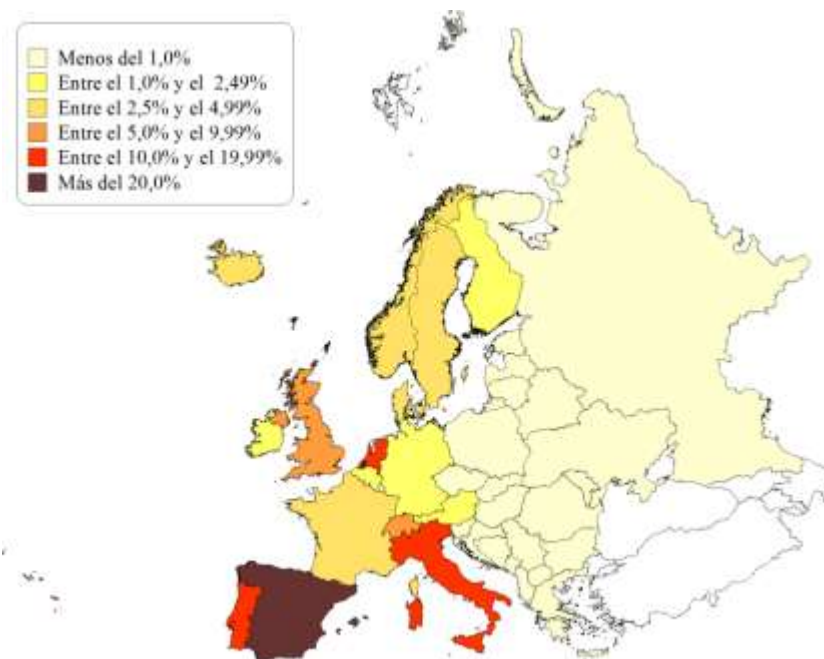 Menos del 1,0%
Entre el 1,0% y el 2,49%
Entre el 2,5% y el 4,99%
Entre el 5,0% y el 9,99%
Entre el 10,0% y el 19,99%
Más del 20,0%